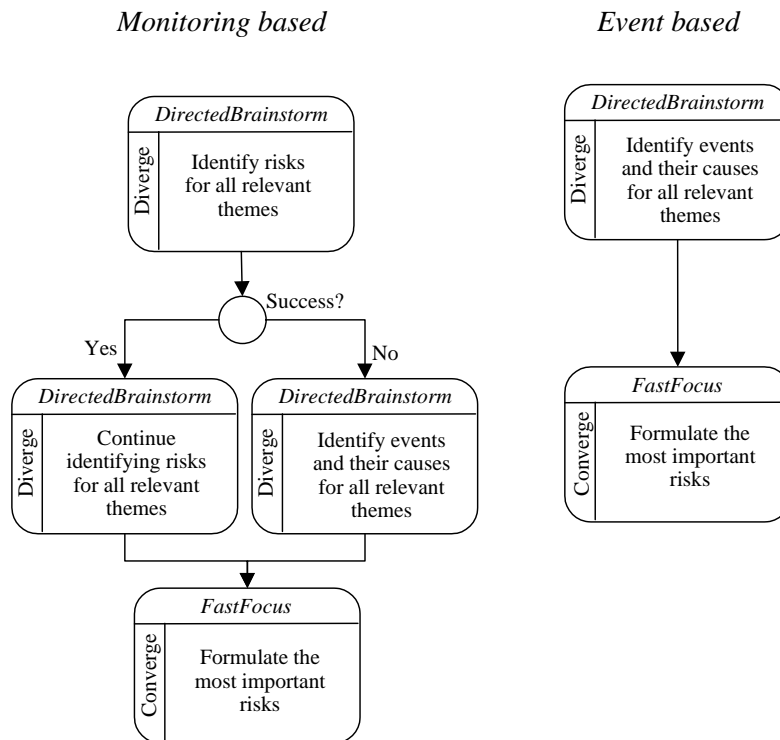 Monitoring based
DirectedBrainstorm
Diverge
Identify risks
for all relevant
themes
Success?
Yes
No
DirectedBrainstorm
Diverge
Continue
identifying risks
for all relevant
themes
DirectedBrainstorm
Diverge
Identify events
and their causes
for all relevant
themes
FastFocus
Converge
Formulate the
most important
risks
Event based
DirectedBrainstorm
Diverge
Identify events
and their causes
for all relevant
themes
FastFocus
Converge
Formulate the
most important
risks